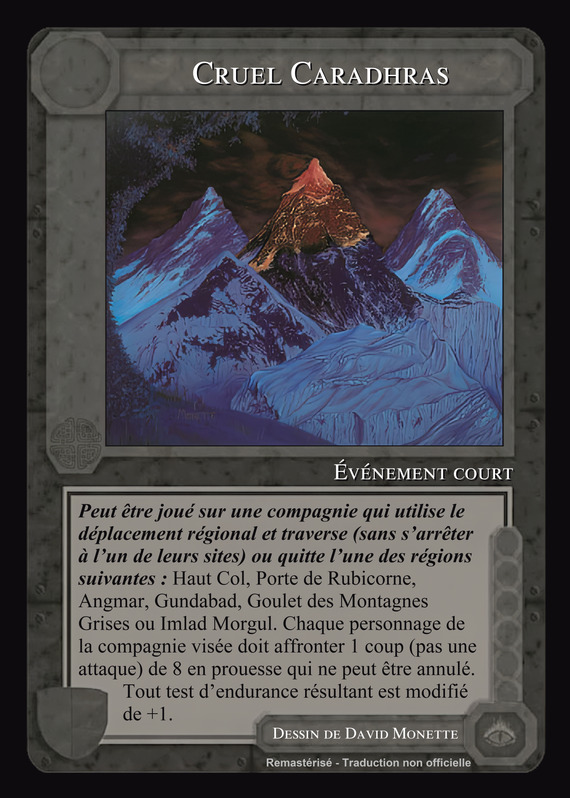 Cruel Caradhras
Événement court
Peut être joué sur une compagnie qui utilise le
déplacement régional et traverse (sans s’arrêter
à l’un de leurs sites) ou quitte l’une des régions
suivantes : Haut Col, Porte de Rubicorne,
Angmar, Gundabad, Goulet des Montagnes
Grises ou Imlad Morgul. Chaque personnage de
la compagnie visée doit affronter 1 coup (pas une
attaque) de 8 en prouesse qui ne peut être annulé.
Tout test d’endurance résultant est modifié
de +1.
Dessin de David Monette
Remastérisé - Traduction non officielle